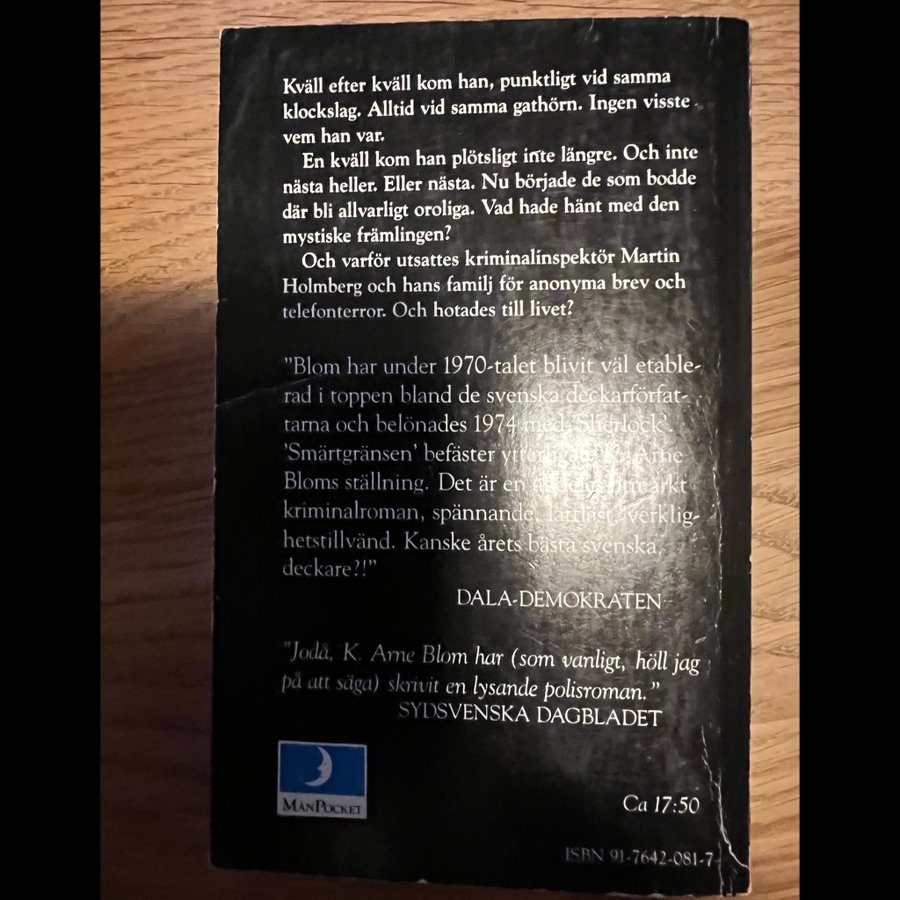 Kväll efter kväll kom han, punktligt vid samma
klockslag. Alltid vid samma gathörn. Ingen visste
vem han var.
En kväll kom han plötsligt inte längre. Och inte
nästa heller. Eller nästa. Nu började de som bodde
där bli allvarligt oroliga. Vad hade hänt med den
mystiske främlingen?
Och varför utsattes kriminalinspektör Martin
Holmberg och hans familj för anonyma brev och
telefonterror. Och hotades till livet?
"Blom har under 1970-talet blivit väl etable-
rad i toppen bland de svenska deckarförfat-
tarna och belönades 1974 med 'Sherlock'.
'Smärtgränsen' befäster ytterligare K. Arne
Bloms ställning. Det är en
kriminalroman, spännande, lättläst, verklig-
hetstillvänd. Kanske årets bästa svenska
deckare?!"
DALA-DEMOKRATEN
"Jodå, K. Arne Blom har (som vanligt, höll jag
på att säga) skrivit en lysande polisroman."
SYDSVENSKA DAGBLADET
MÅNPOCKET
Ca 17:50
ISBN 91-7642-081-7